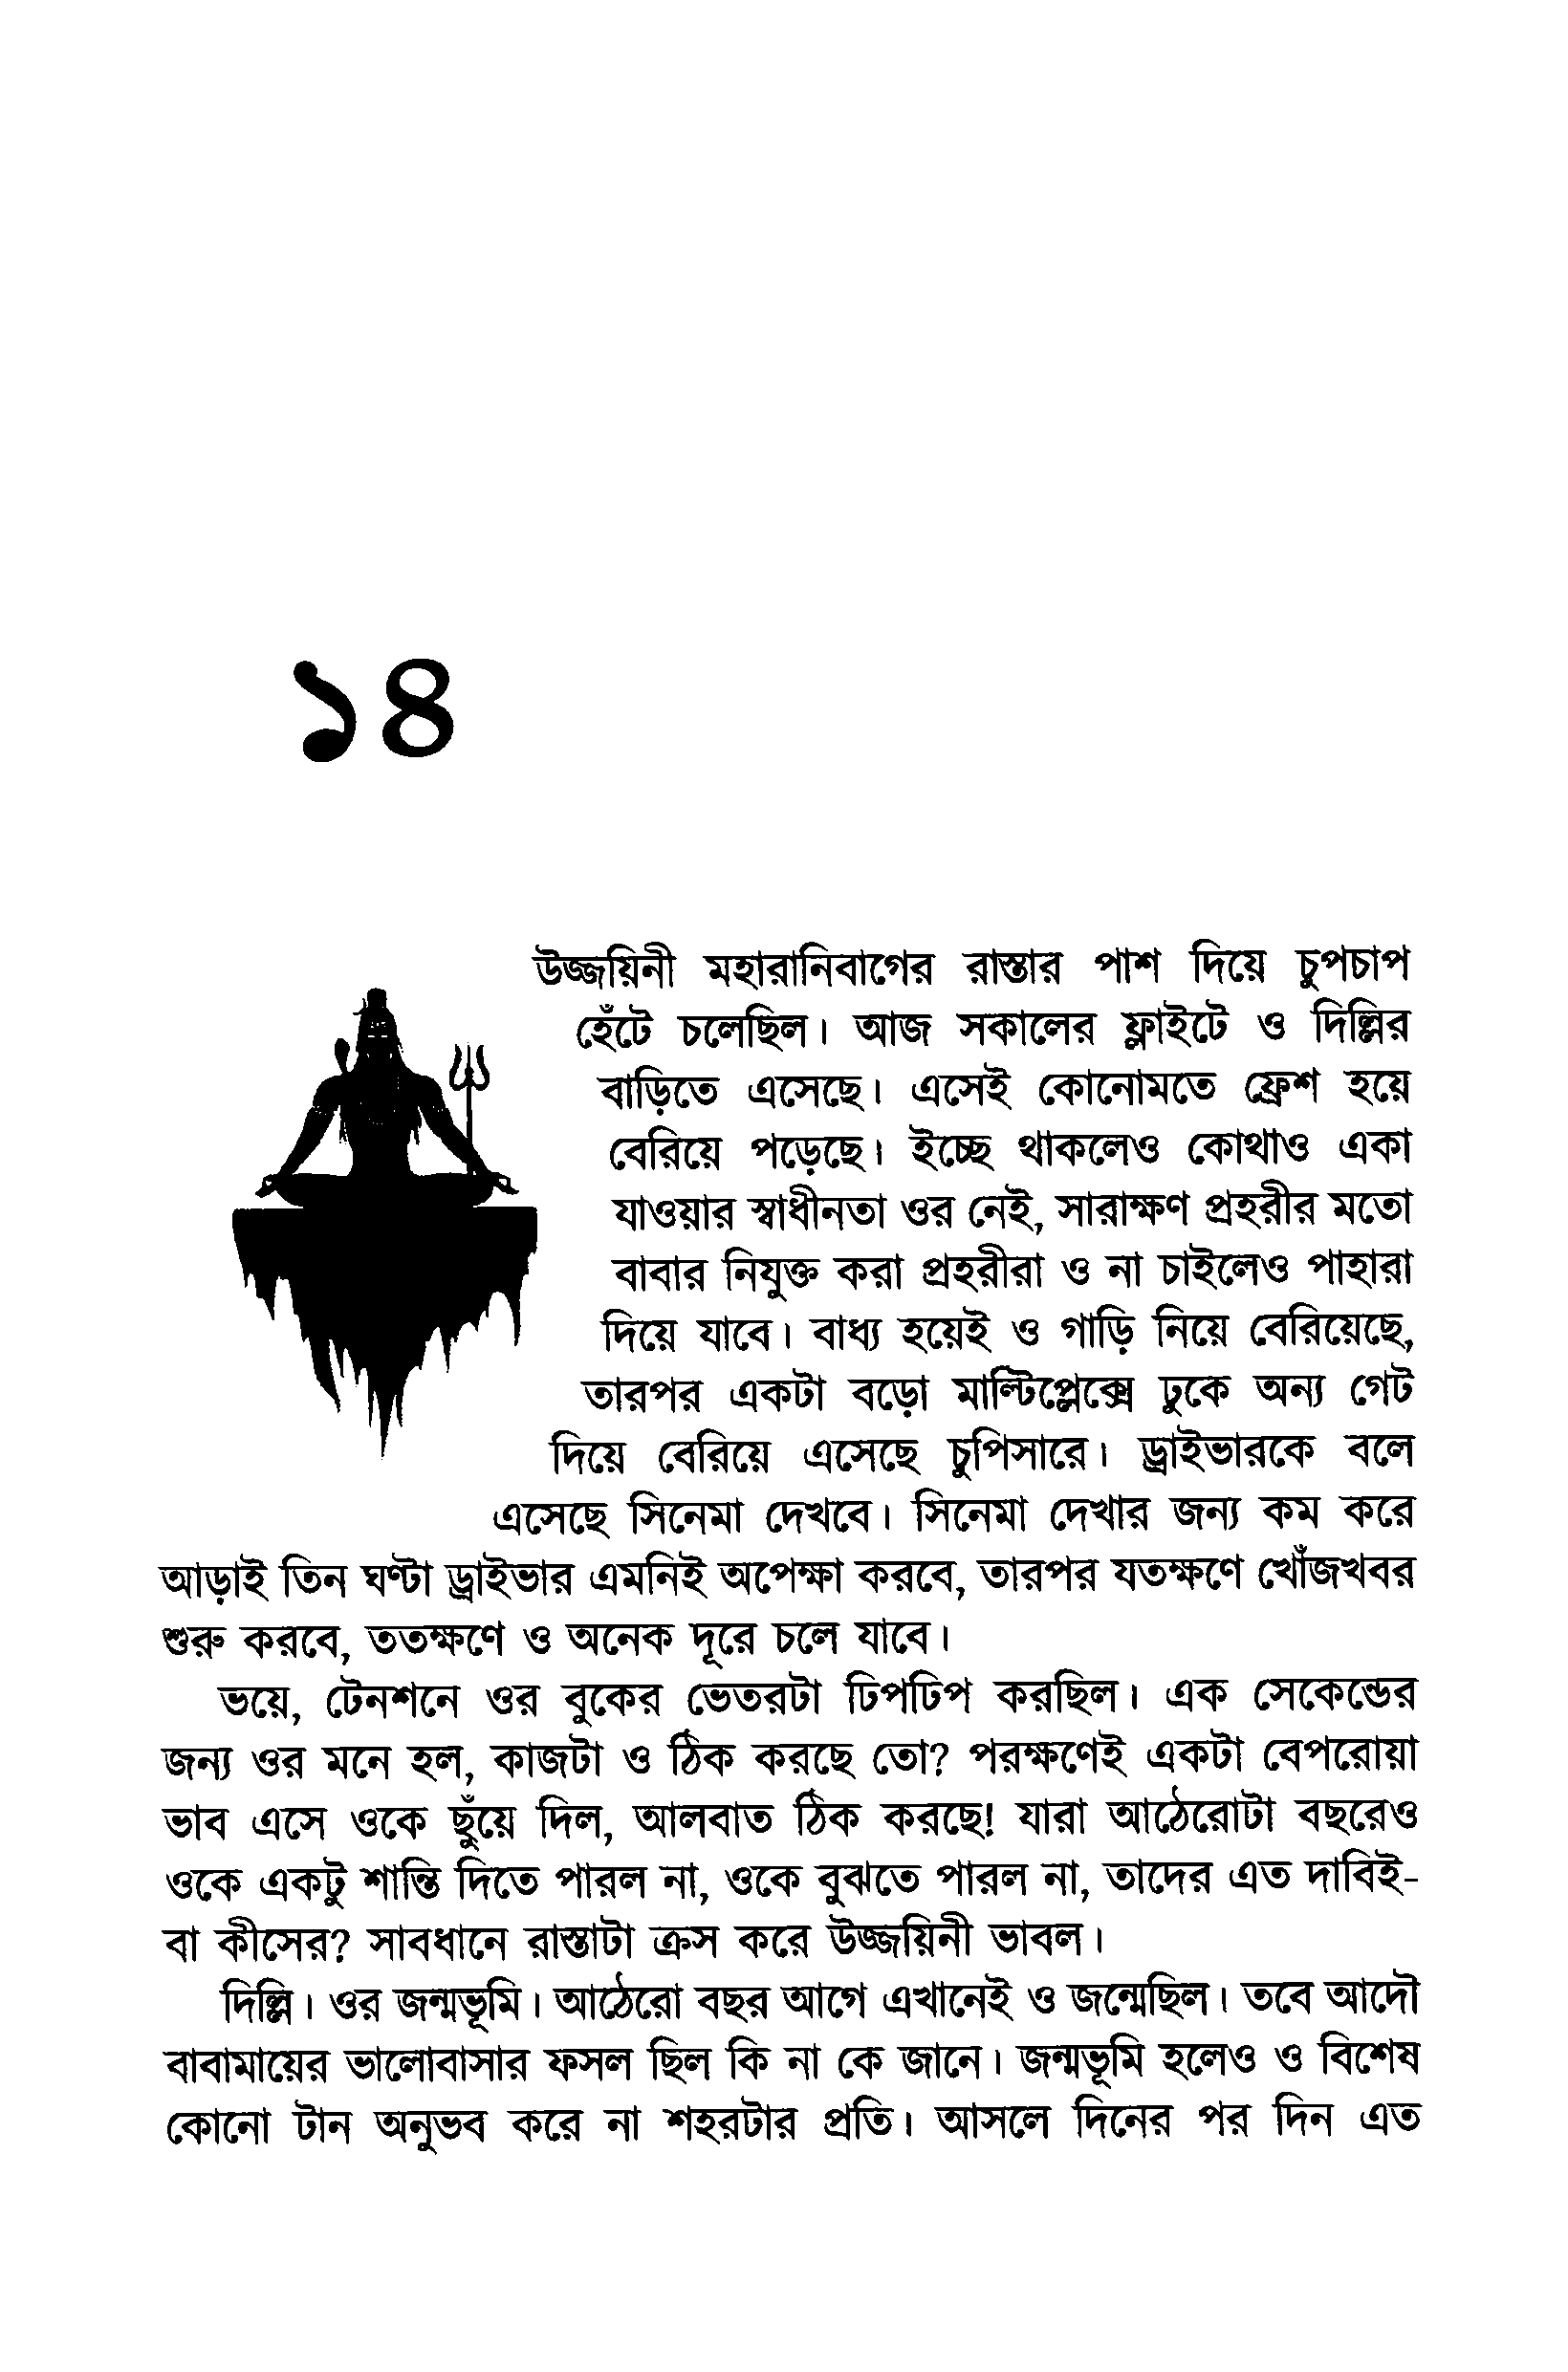 ১৪
উজ্জয়িনী মহারানিবাগের রাস্তার পাশ দিয়ে চুপচাপ
হেঁটে চলেছিল। আজ সকালের ফ্লাইটে ও দিল্লির
বাড়িতে এসেছে। এসেই কোনোমতে ফ্রেশ হয়ে
বেরিয়ে পড়েছে। ইচ্ছে থাকলেও কোথাও একা
যাওয়ার স্বাধীনতা ওর নেই, সারাক্ষণ প্রহরীর মতো
বাবার নিযুক্ত করা প্রহরীরা ও না চাইলেও পাহারা
দিয়ে যাবে। বাধ্য হয়েই ও গাড়ি নিয়ে বেরিয়েছে,
তারপর একটা বড়ো মাল্টিপ্লেক্সে ঢুকে অন্য গেট
দিয়ে বেরিয়ে এসেছে চুপিসারে। ড্রাইভারকে বলে
এসেছে সিনেমা দেখবে। সিনেমা দেখার জন্য কম করে
আড়াই তিন ঘণ্টা ড্রাইভার এমনিই অপেক্ষা করবে, তারপর যতক্ষণে খোঁজখবর
শুরু করবে, ততক্ষণে ও অনেক দূরে চলে যাবে।
ভয়ে, টেনশনে ওর বুকের ভেতরটা ঢিপঢিপ করছিল। এক সেকেন্ডের
জন্য ওর মনে হল, কাজটা ও ঠিক করছে তো? পরক্ষণেই একটা বেপরোয়া
ভাব এসে ওকে ছুঁয়ে দিল, আলবাত ঠিক করছে! যারা আঠেরোটা বছরেও
ওকে একটু শান্তি দিতে পারল না, ওকে বুঝতে পারল না, তাদের এত দাবিই-
বা কীসের? সাবধানে রাস্তাটা ক্রস করে উজ্জয়িনী ভাবল।
দিল্লি। ওর জন্মভূমি। আঠেরো বছর আগে এখানেই ও জন্মেছিল। তবে আদৌ
বাবামায়ের ভালোবাসার ফসল ছিল কি না কে জানে। জন্মভূমি হলেও ও বিশেষ
কোনো টান অনুভব করে না শহরটার প্রতি। আসলে দিনের পর দিন এত